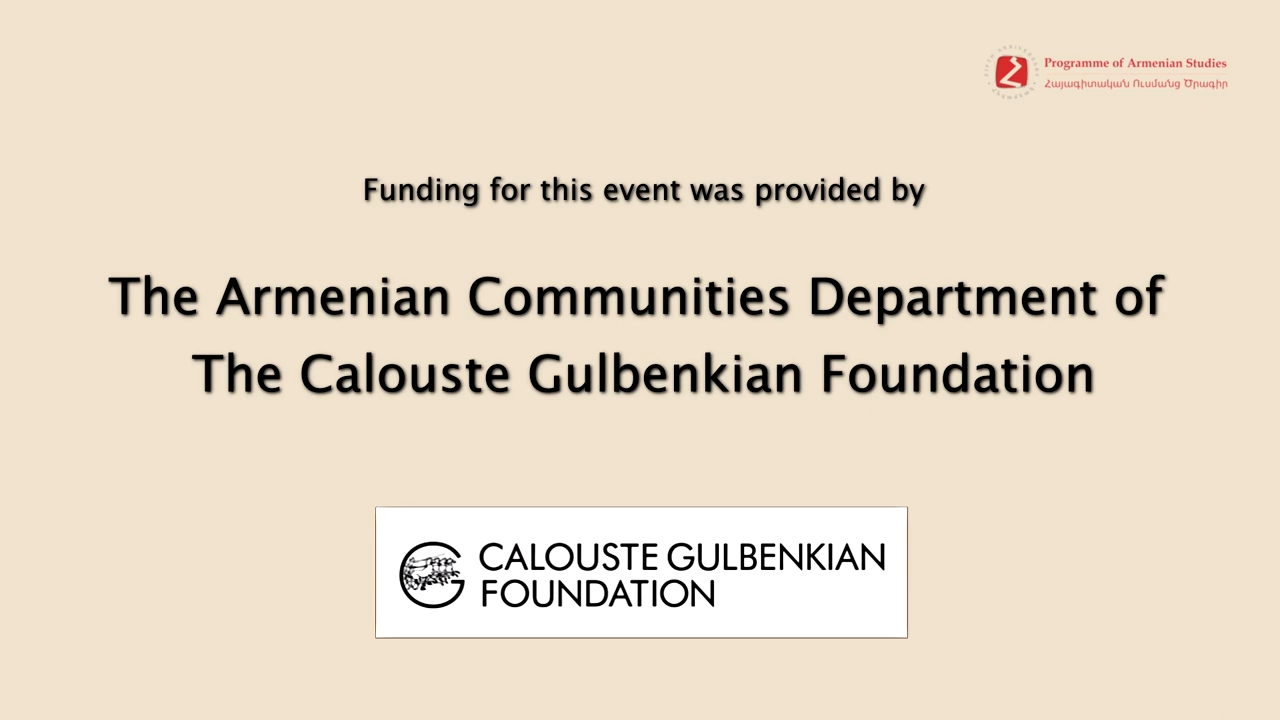 Programme of Armenian Studies
Հայագիտական Ուսմանց Ծրագիր
Funding for this event was provided by
The Armenian Communities Department of
The Calouste Gulbenkian Foundation
CALOUSTE GULBENKIAN
FOUNDATION